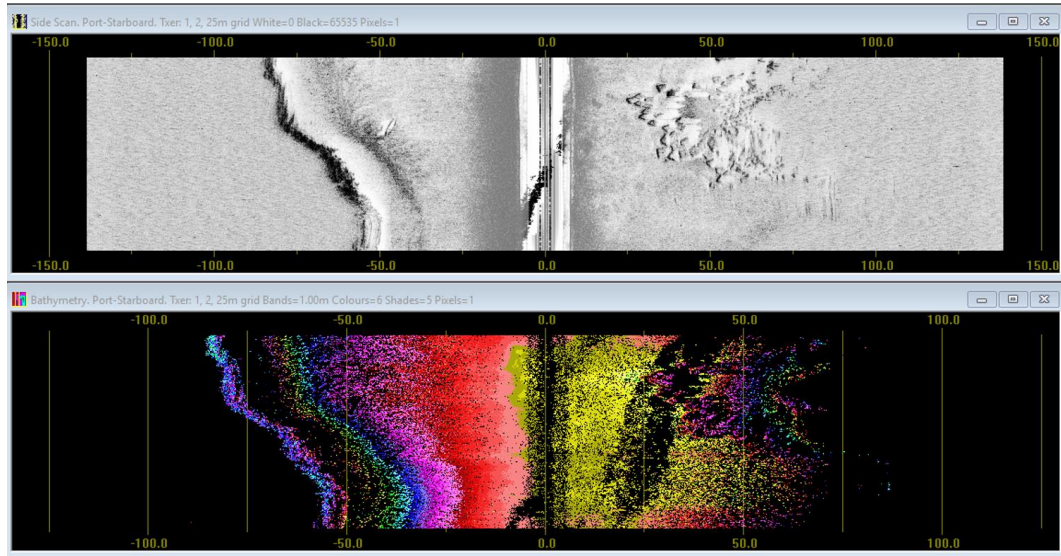 Side Scan. Port-Starboard. Txer: 1, 2, 25m grid White=0 Black=65535 Pixels=1
-150.0 -100.0 -50.0 0.0 50.0 100.0 150.0
-150.0 -100.0 -50.0 0.0 50.0 100.0 150.0
Bathymetry. Port-Starboard. Txer: 1, 2, 25m grid Bands=1.00m Colours=6 Shades=5 Pixels=1
-100.0 -50.0 0.0 50.0 100.0
-100.0 -50.0 0.0 50.0 100.0